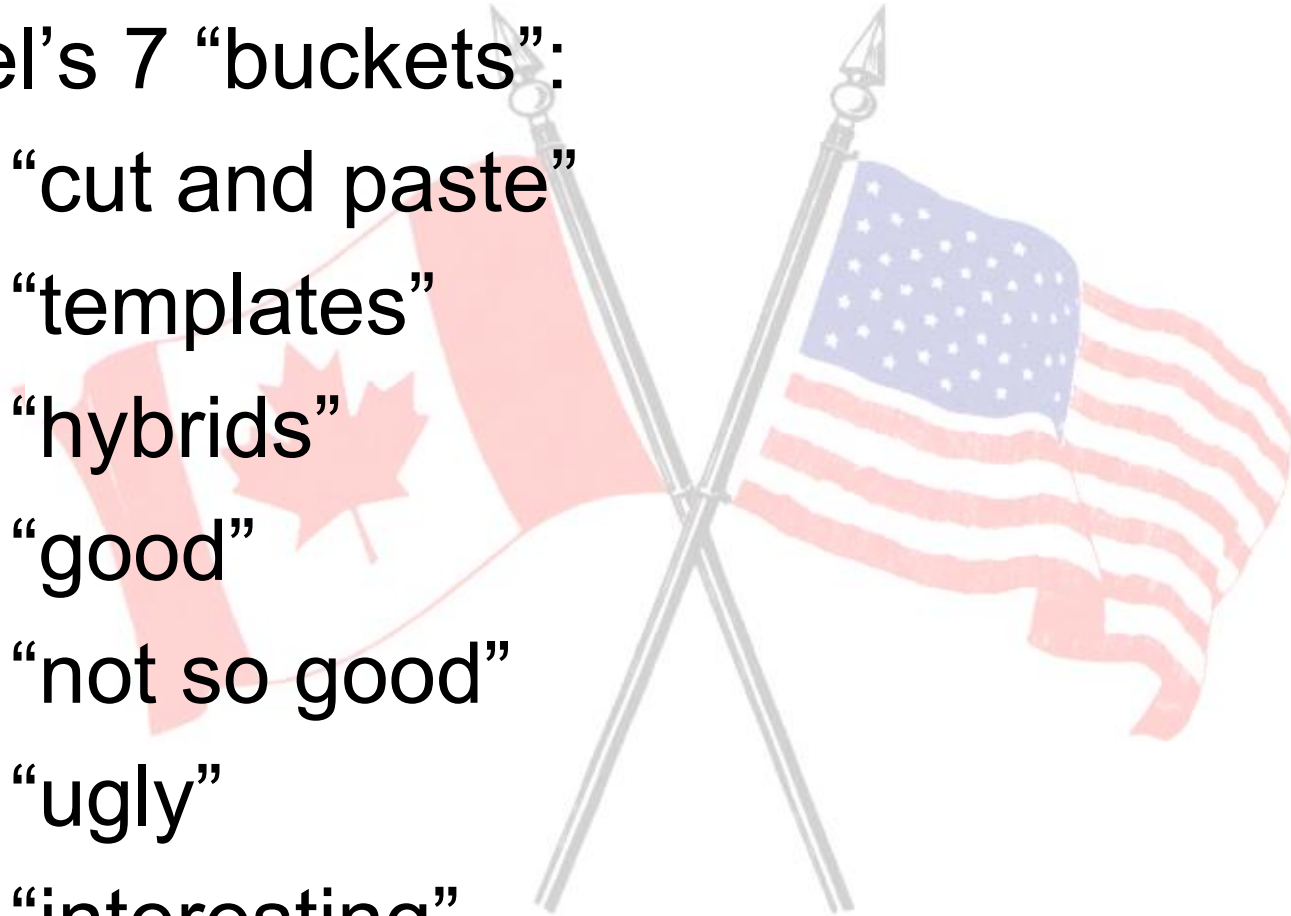 el’s 7 “buckets”:
“cut and paste”
“templates”
“hybrids”
“good”
“not so good”
“ugly”
“interesting”